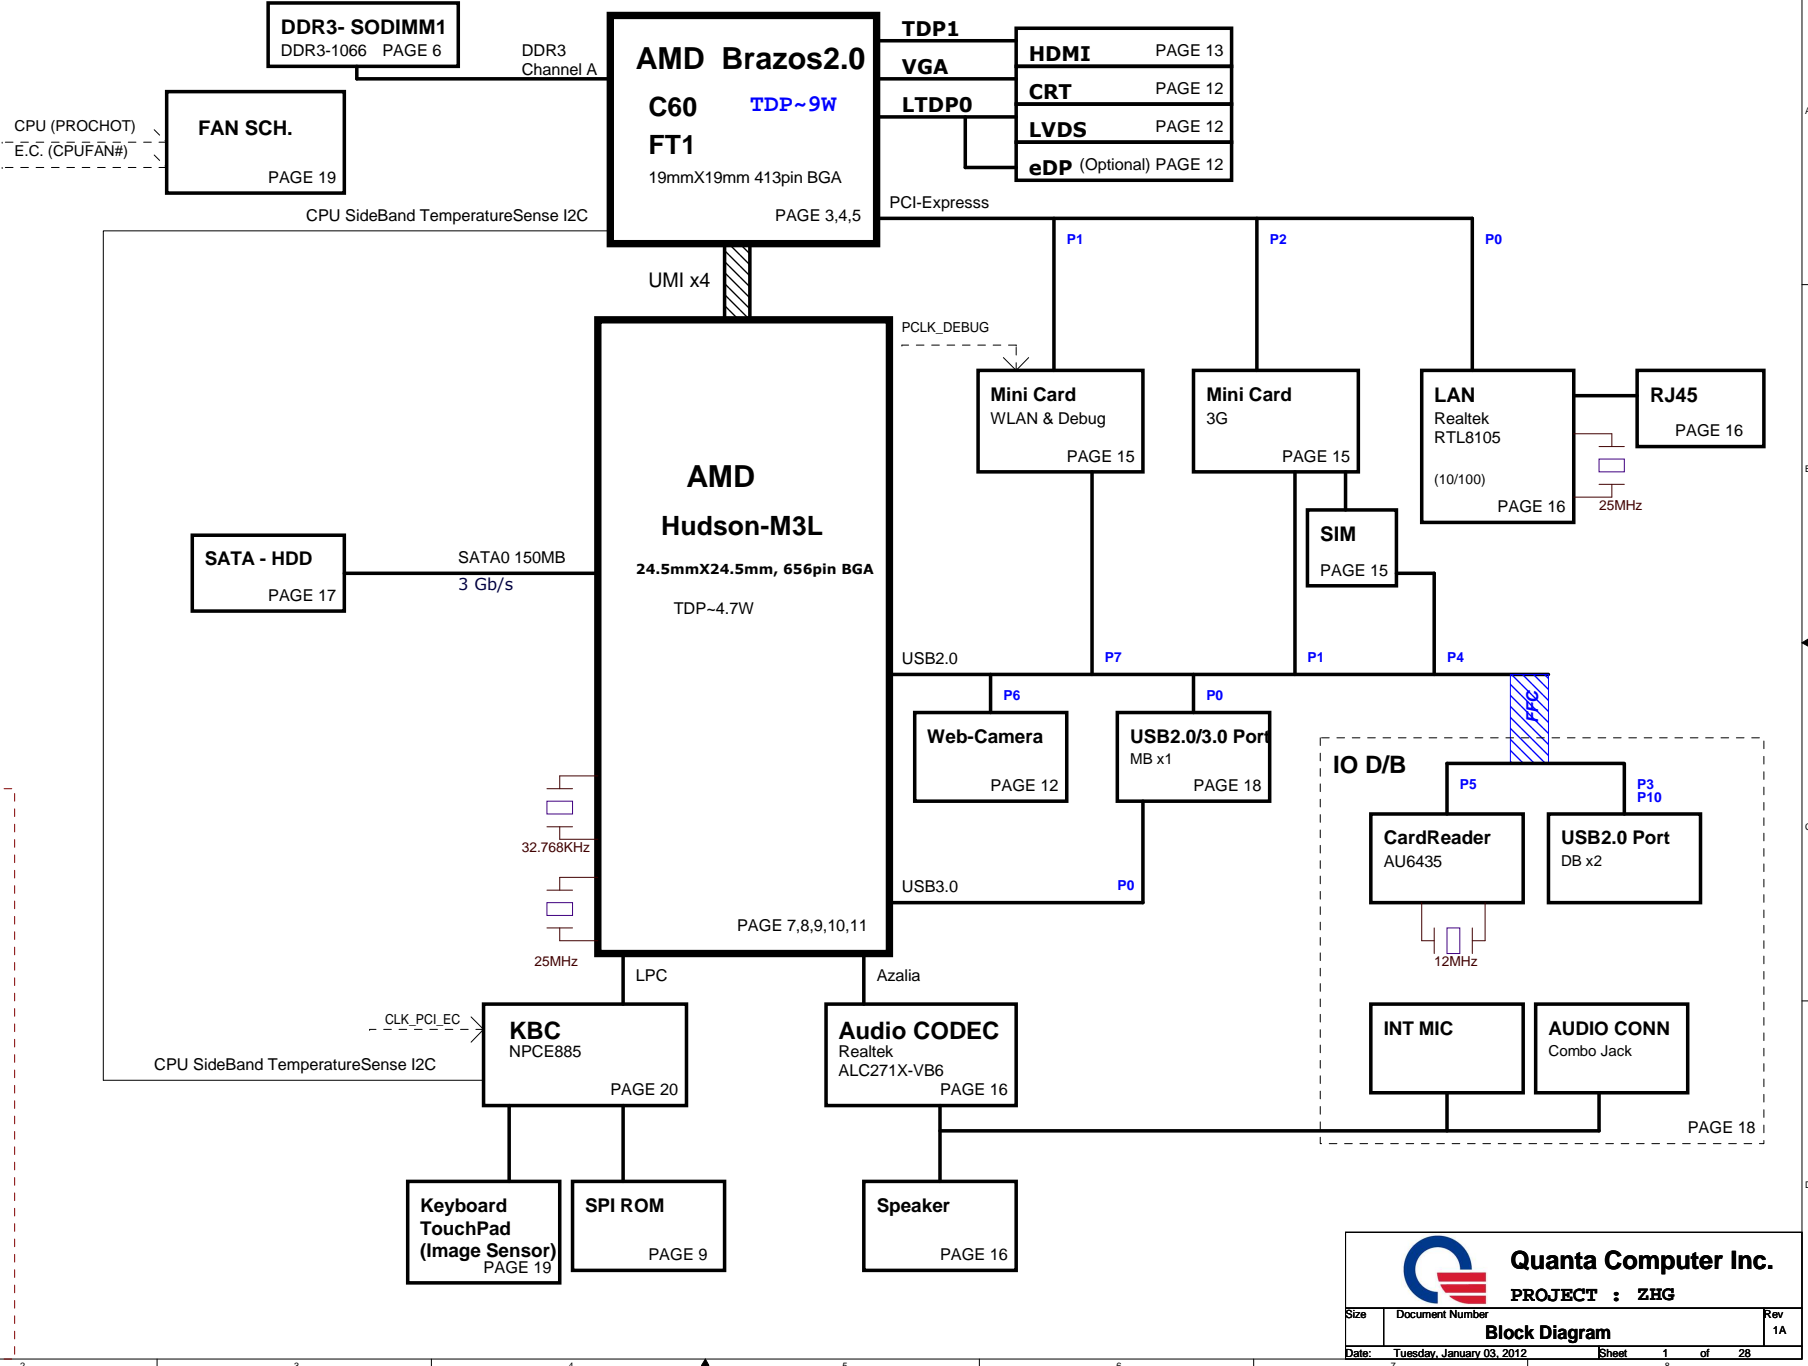 DDR3- SODIMM1
DDR3-1066 PAGE 6
DDR3
Channel A
AMD Brazos2.0
C60 TDP~9W
FT1
19mmX19mm 413pin BGA
PAGE 3,4,5
TDP1
VGA
LTDP0
HDMI PAGE 13
CRT PAGE 12
LVDS PAGE 12
eDP (Optional) PAGE 12
CPU (PROCHOT)
E.C. (CPUFAN#)
FAN SCH.
PAGE 19
CPU SideBand TemperatureSense I2C
PCI-Expresss
P1
P2
P0
UMI x4
PCLK_DEBUG
Mini Card
WLAN & Debug
PAGE 15
Mini Card
3G
PAGE 15
LAN
Realtek
RTL8105
(10/100)
PAGE 16
RJ45
PAGE 16
25MHz
SIM
PAGE 15
AMD
Hudson-M3L
24.5mmX24.5mm, 656pin BGA
TDP~4.7W
PAGE 7,8,9,10,11
SATA - HDD
PAGE 17
SATA0 150MB
3 Gb/s
USB2.0
P7
P1
P4
P6
P0
FFC
Web-Camera
PAGE 12
USB2.0/3.0 Port
MB x1
PAGE 18
IO D/B
P5
P3
P10
CardReader
AU6435
USB2.0 Port
DB x2
12MHz
32.768KHz
25MHz
USB3.0
P0
LPC
Azalia
CLK_PCI_EC
KBC
NPCE885
PAGE 20
CPU SideBand TemperatureSense I2C
Audio CODEC
Realtek
ALC271X-VB6
PAGE 16
INT MIC
AUDIO CONN
Combo Jack
PAGE 18
Keyboard
TouchPad
(Image Sensor)
PAGE 19
SPI ROM
PAGE 9
Speaker
PAGE 16
Quanta Computer Inc.
PROJECT : ZHG
Size Document Number Rev
Block Diagram 1A
Date: Tuesday, January 03, 2012 Sheet 1 of 28